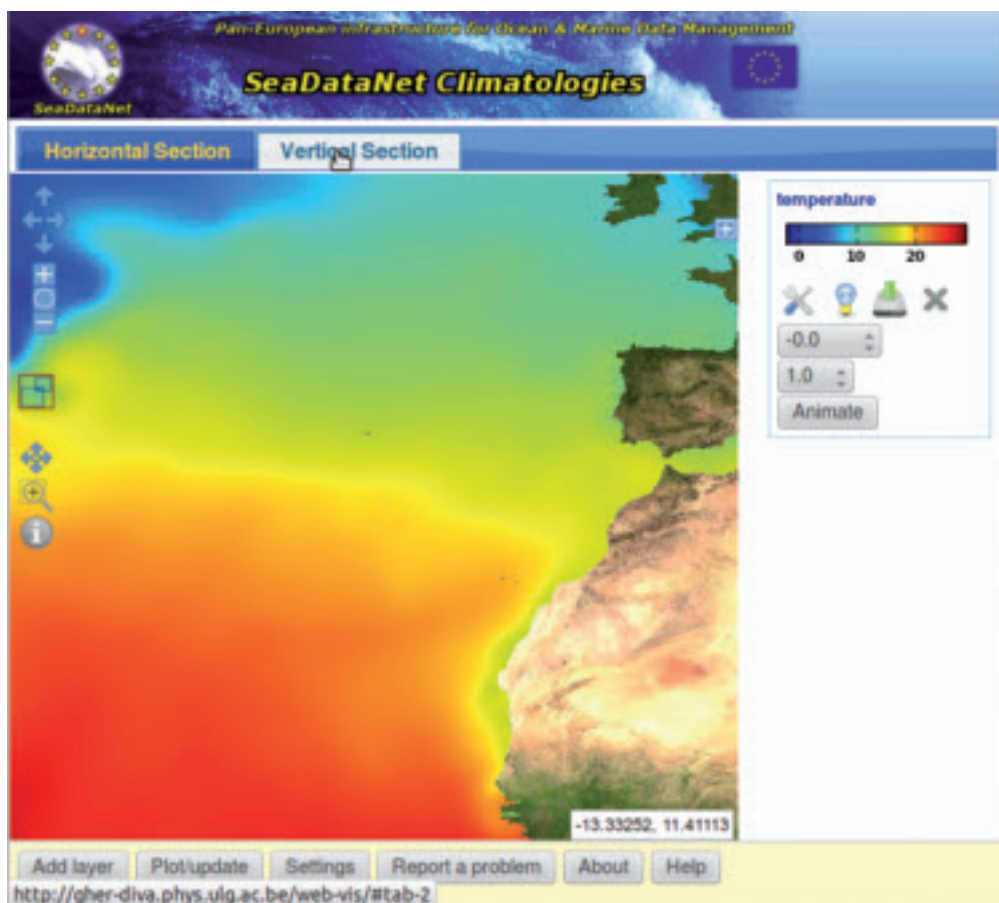 Pan-European infrastructure for Ocean & Marine Data Management
SeaDataNet Climatologies
SeaDataNet
Horizontal Section
Vertical Section
temperature
0 10 20
-0.0
1.0
Animate
-13.33252, 11.41113
Add layer
Plot/update
Settings
Report a problem
About
Help
http://gher-diva.phys.ulg.ac.be/web-vis/#tab-2